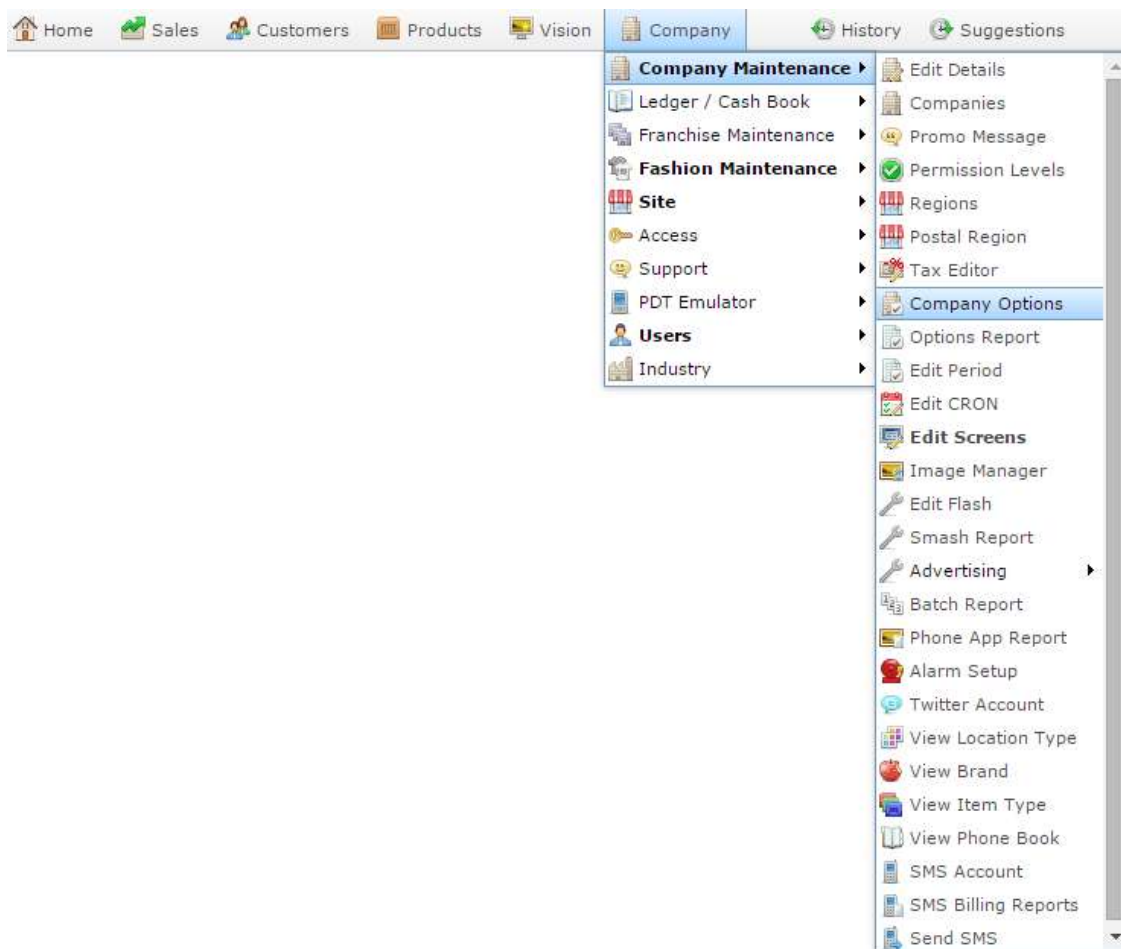 Home Sales Customers Products Vision Company History Suggestions
Company Maintenance
Ledger / Cash Book
Franchise Maintenance
Fashion Maintenance
Site
Access
Support
PDT Emulator
Users
Industry
Edit Details
Companies
Promo Message
Permission Levels
Regions
Postal Region
Tax Editor
Company Options
Options Report
Edit Period
Edit CRON
Edit Screens
Image Manager
Edit Flash
Smash Report
Advertising
Batch Report
Phone App Report
Alarm Setup
Twitter Account
View Location Type
View Brand
View Item Type
View Phone Book
SMS Account
SMS Billing Reports
Send SMS